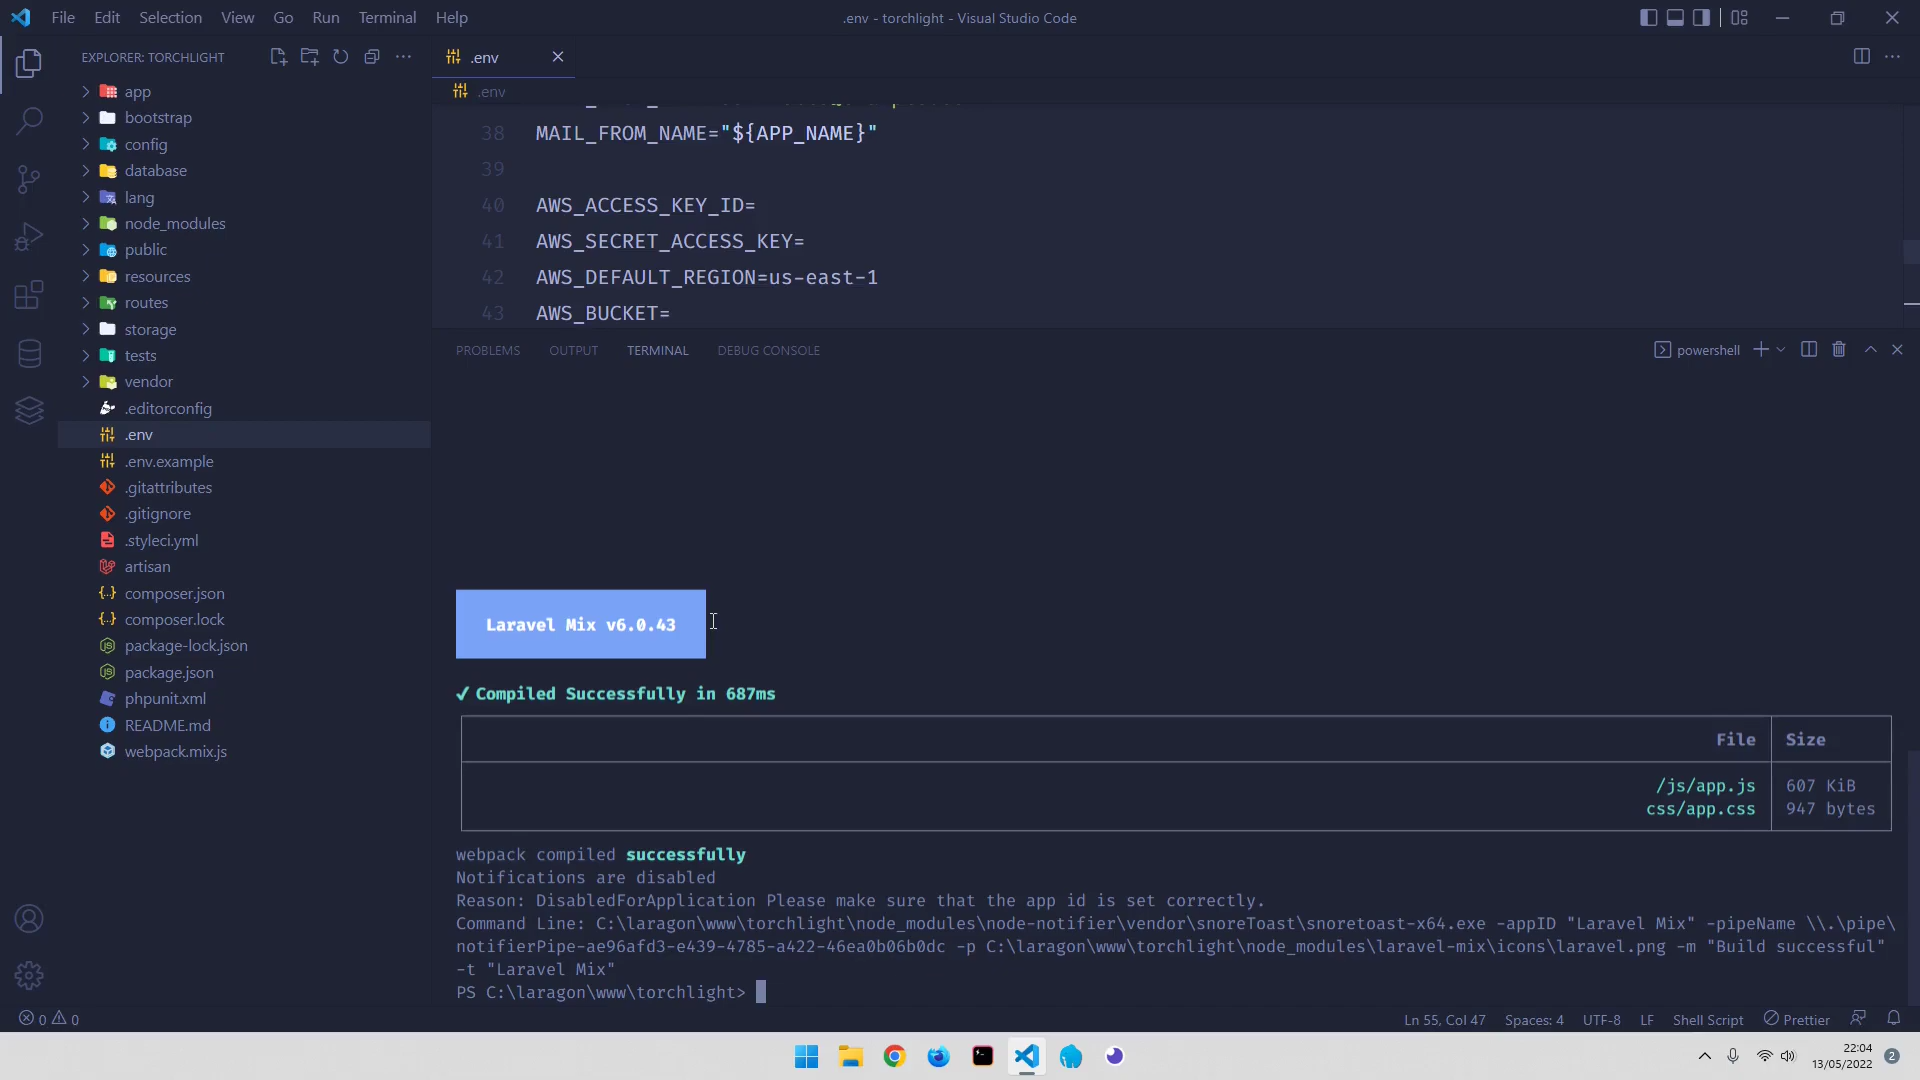 File Edit Selection View Go Run Terminal Help
.env - torchlight - Visual Studio Code
EXPLORER: TORCHLIGHT
app
bootstrap
config
database
lang
node_modules
public
resources
routes
storage
tests
vendor
.editorconfig
.env
.env.example
.gitattributes
.gitignore
.styleci.yml
artisan
composer.json
composer.lock
package-lock.json
package.json
phpunit.xml
README.md
webpack.mix.js
.env
.env
38 MAIL_FROM_NAME="${APP_NAME}"
39
40 AWS_ACCESS_KEY_ID=
41 AWS_SECRET_ACCESS_KEY=
42 AWS_DEFAULT_REGION=us-east-1
43 AWS_BUCKET=
PROBLEMS OUTPUT TERMINAL DEBUG CONSOLE
powershell
Laravel Mix v6.0.43
✓ Compiled Successfully in 687ms
File Size
/js/app.js 607 KiB
css/app.css 947 bytes
webpack compiled successfully
Notifications are disabled
Reason: DisabledForApplication Please make sure that the app id is set correctly.
Command Line: C:\laragon\www\torchlight\node_modules\node-notifier\vendor\snoreToast\snoretoast-x64.exe -appID "Laravel Mix" -pipeName \\.\pipe\
notifierPipe-ae96afd3-e439-4785-a422-46ea0b06b0dc -p C:\laragon\www\torchlight\node_modules\laravel-mix\icons\laravel.png -m "Build successful"
-t "Laravel Mix"
PS C:\laragon\www\torchlight>
0 0
Ln 55, Col 47 Spaces: 4 UTF-8 LF Shell Script Prettier
22:04
13/05/2022
2